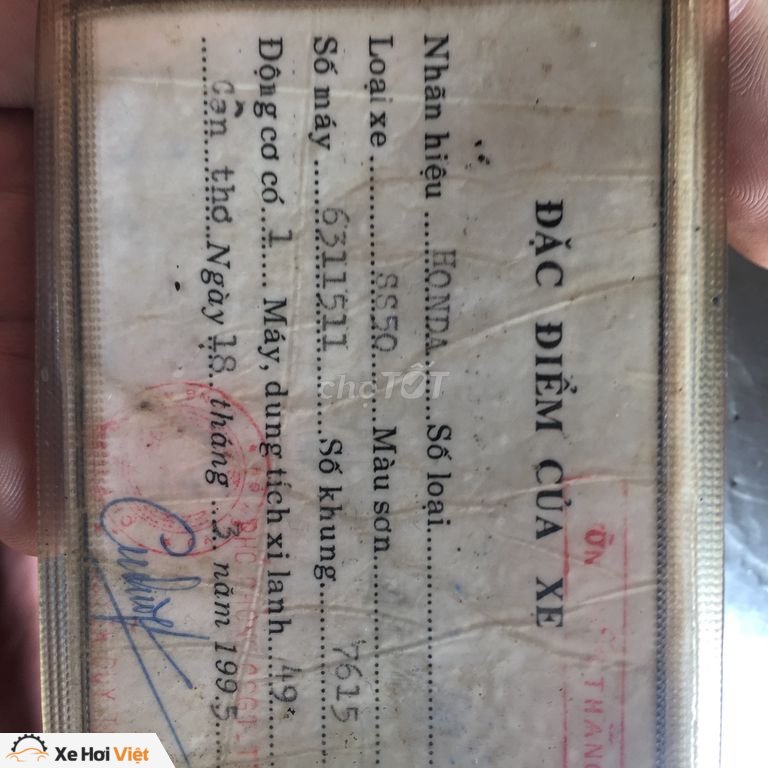 ĐẶC ĐIỂM CỦA XE
Nhãn hiệu ....HONDA.....Số loại..............
Loại xe ..........SS50.......Màu sơn..............
Số máy ....6311511.......Số khung.......7615
Động cơ có..1.... Máy, dung tích xi lanh..49..
Cần thơ Ngày 18 tháng ..3. năm 1995
THẮNG
chợTỐT
Xe Hơi Việt